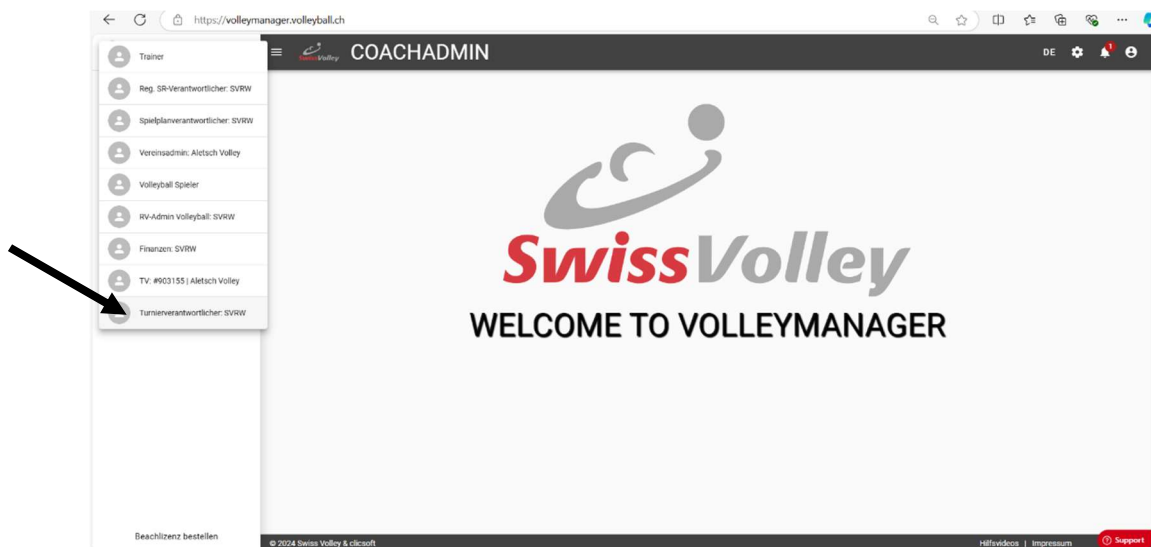 https://volleymanager.volleyball.ch
Trainer
Reg. SR-Verantwortlicher: SVRW
Spielplanverantwortlicher: SVRW
Vereinsadmin: Aletsch Volley
Volleyball Spieler
RV-Admin Volleyball: SVRW
Finanzen: SVRW
TV: #903155 | Aletsch Volley
Turnierverantwortlicher: SVRW
Beachlizenz bestellen
SwissVolley COACHADMIN
DE
1
SwissVolley
WELCOME TO VOLLEYMANAGER
© 2024 Swiss Volley & clicsoft
Hilfsvideos | Impressum
Support